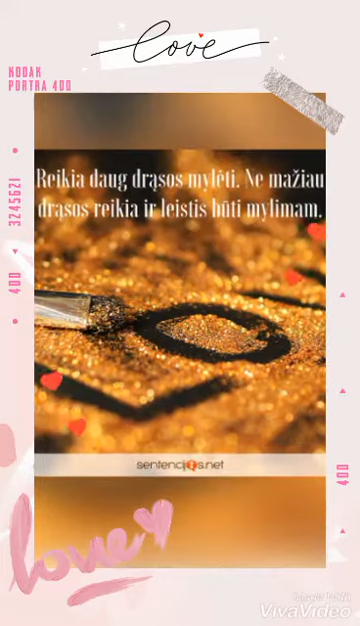 love
KODAK
PORTRA 400
3245621
400
Reikia daug drąsos mylėti. Ne mažiau
drąsos reikia ir leistis būti mylimam.
sentencijos.net
400
love
VivaVideo